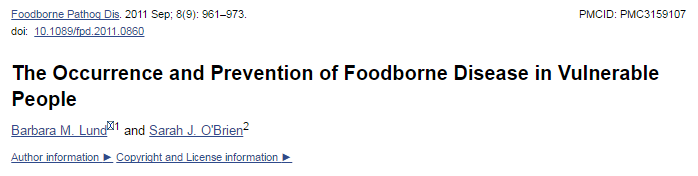 Foodborne Pathog Dis. 2011 Sep; 8(9): 961–973. PMCID: PMC3159107
doi: 10.1089/fpd.2011.0860
The Occurrence and Prevention of Foodborne Disease in Vulnerable
People
Barbara M. Lund1 and Sarah J. O'Brien2
Author information ► Copyright and License information ►